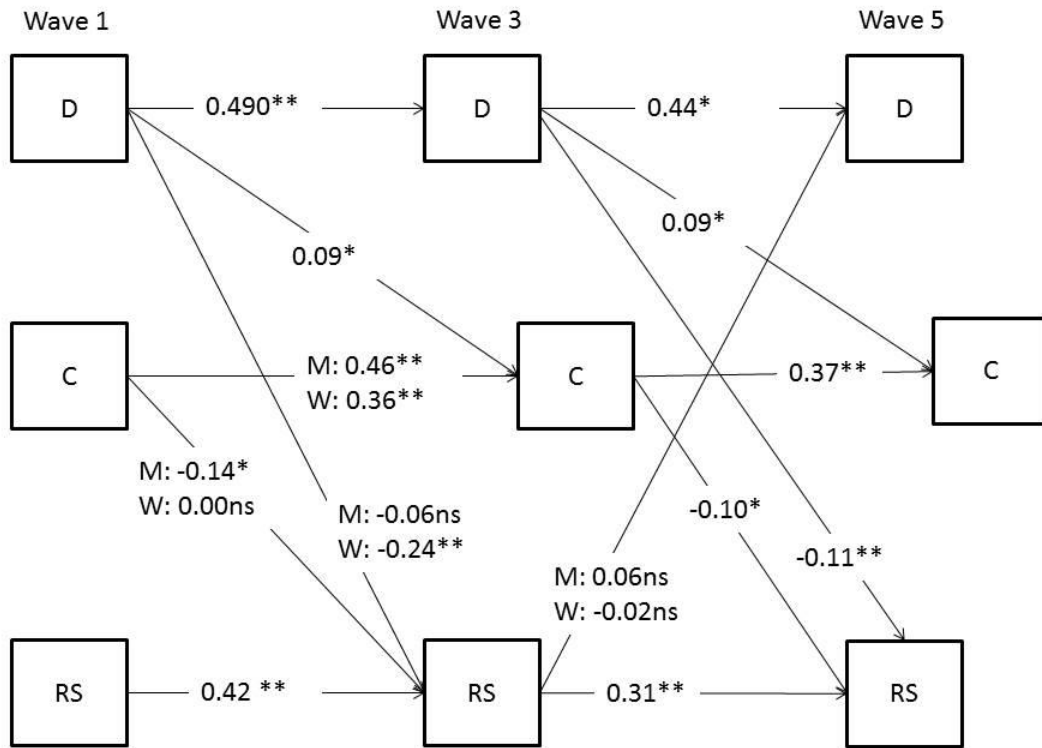 Wave 1
Wave 3
Wave 5
D
0.490**
D
0.44*
D
0.09*
0.09*
C
M: 0.46**
W: 0.36**
C
0.37**
C
M: -0.14*
W: 0.00ns
M: -0.06ns
W: -0.24**
-0.10*
-0.11**
M: 0.06ns
W: -0.02ns
RS
0.42 **
RS
0.31**
RS